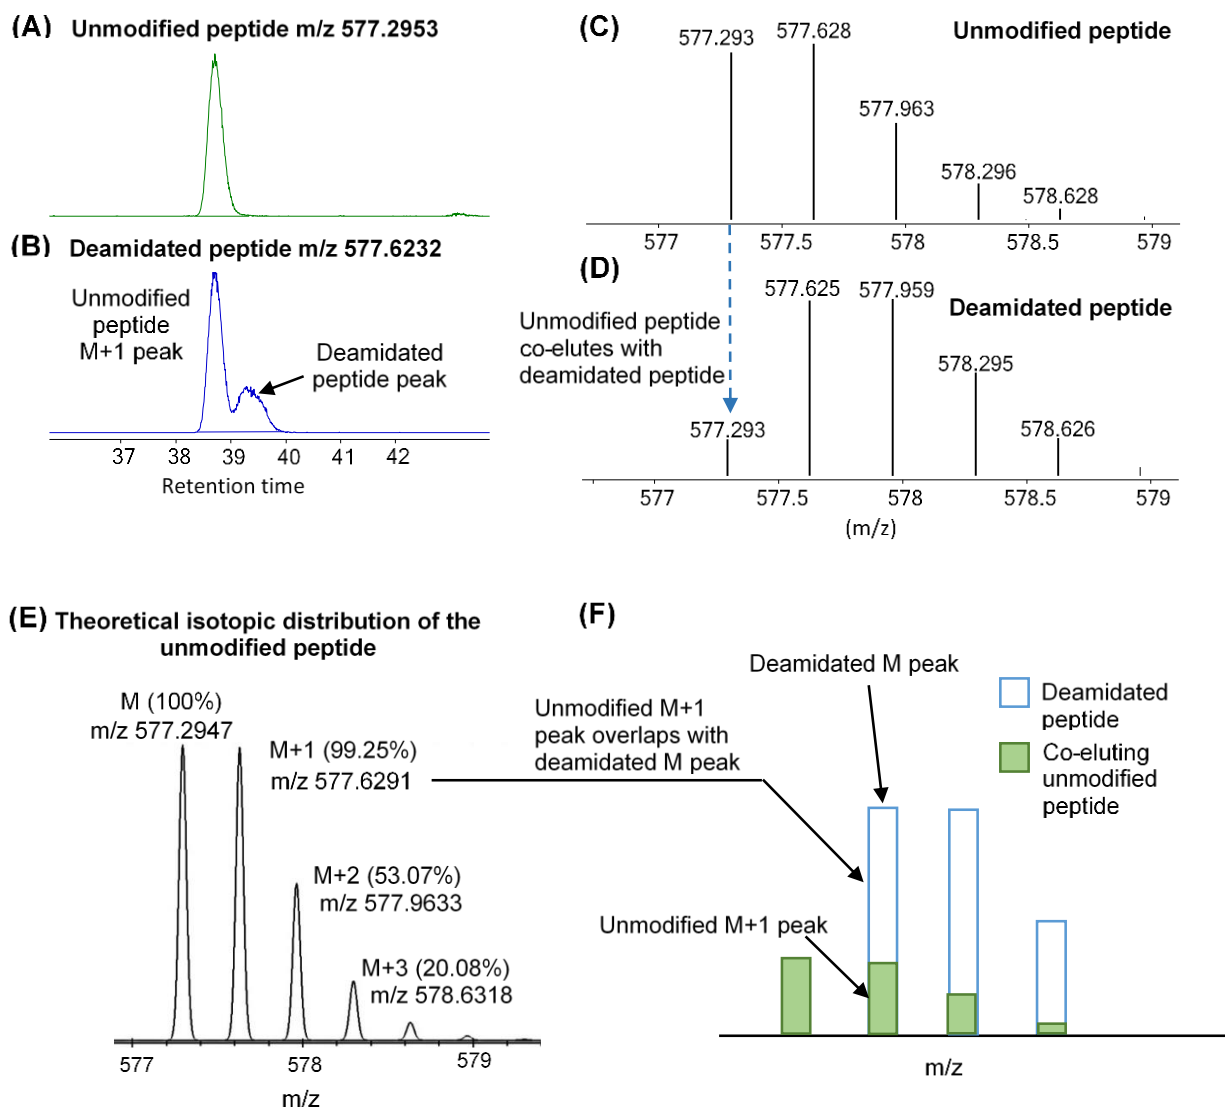 (A) Unmodified peptide m/z 577.2953
(B) Deamidated peptide m/z 577.6232
Unmodified
peptide
M+1 peak
Deamidated
peptide peak
37 38 39 40 41 42
Retention time
(C)
Unmodified peptide
577.293
577.628
577.963
578.296
578.628
577 577.5 578 578.5 579
(D)
Deamidated peptide
Unmodified peptide
co-elutes with
deamidated peptide
577.293
577.625
577.959
578.295
578.626
577 577.5 578 578.5 579
(m/z)
(E) Theoretical isotopic distribution of the
unmodified peptide
M (100%)
m/z 577.2947
M+1 (99.25%)
m/z 577.6291
M+2 (53.07%)
m/z 577.9633
M+3 (20.08%)
m/z 578.6318
577 578 579
m/z
(F)
Deamidated M peak
Unmodified M+1
peak overlaps with
deamidated M peak
Unmodified M+1 peak
Deamidated
peptide
Co-eluting
unmodified
peptide
m/z